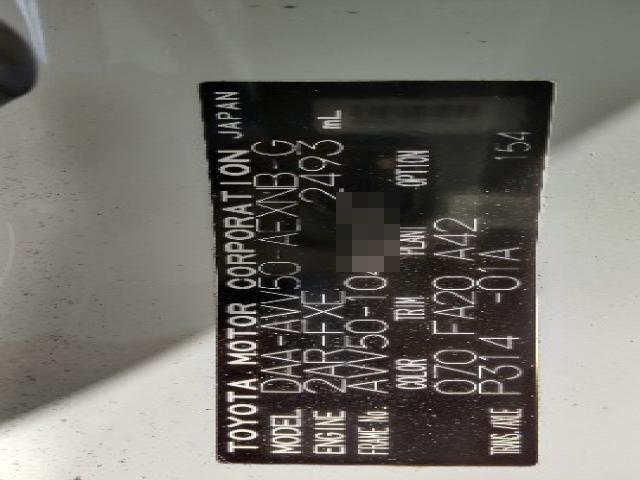 TOYOTA MOTOR CORPORATION JAPAN
MODEL DAA-AVV50-AEXNB-G
ENGINE 2AR-FXE 2493 mL
FRAME No. AVV50-104
COLOR TRIM PLANT OPTION
070 FA20 A42
TRANS./AXLE P314 -01A 154